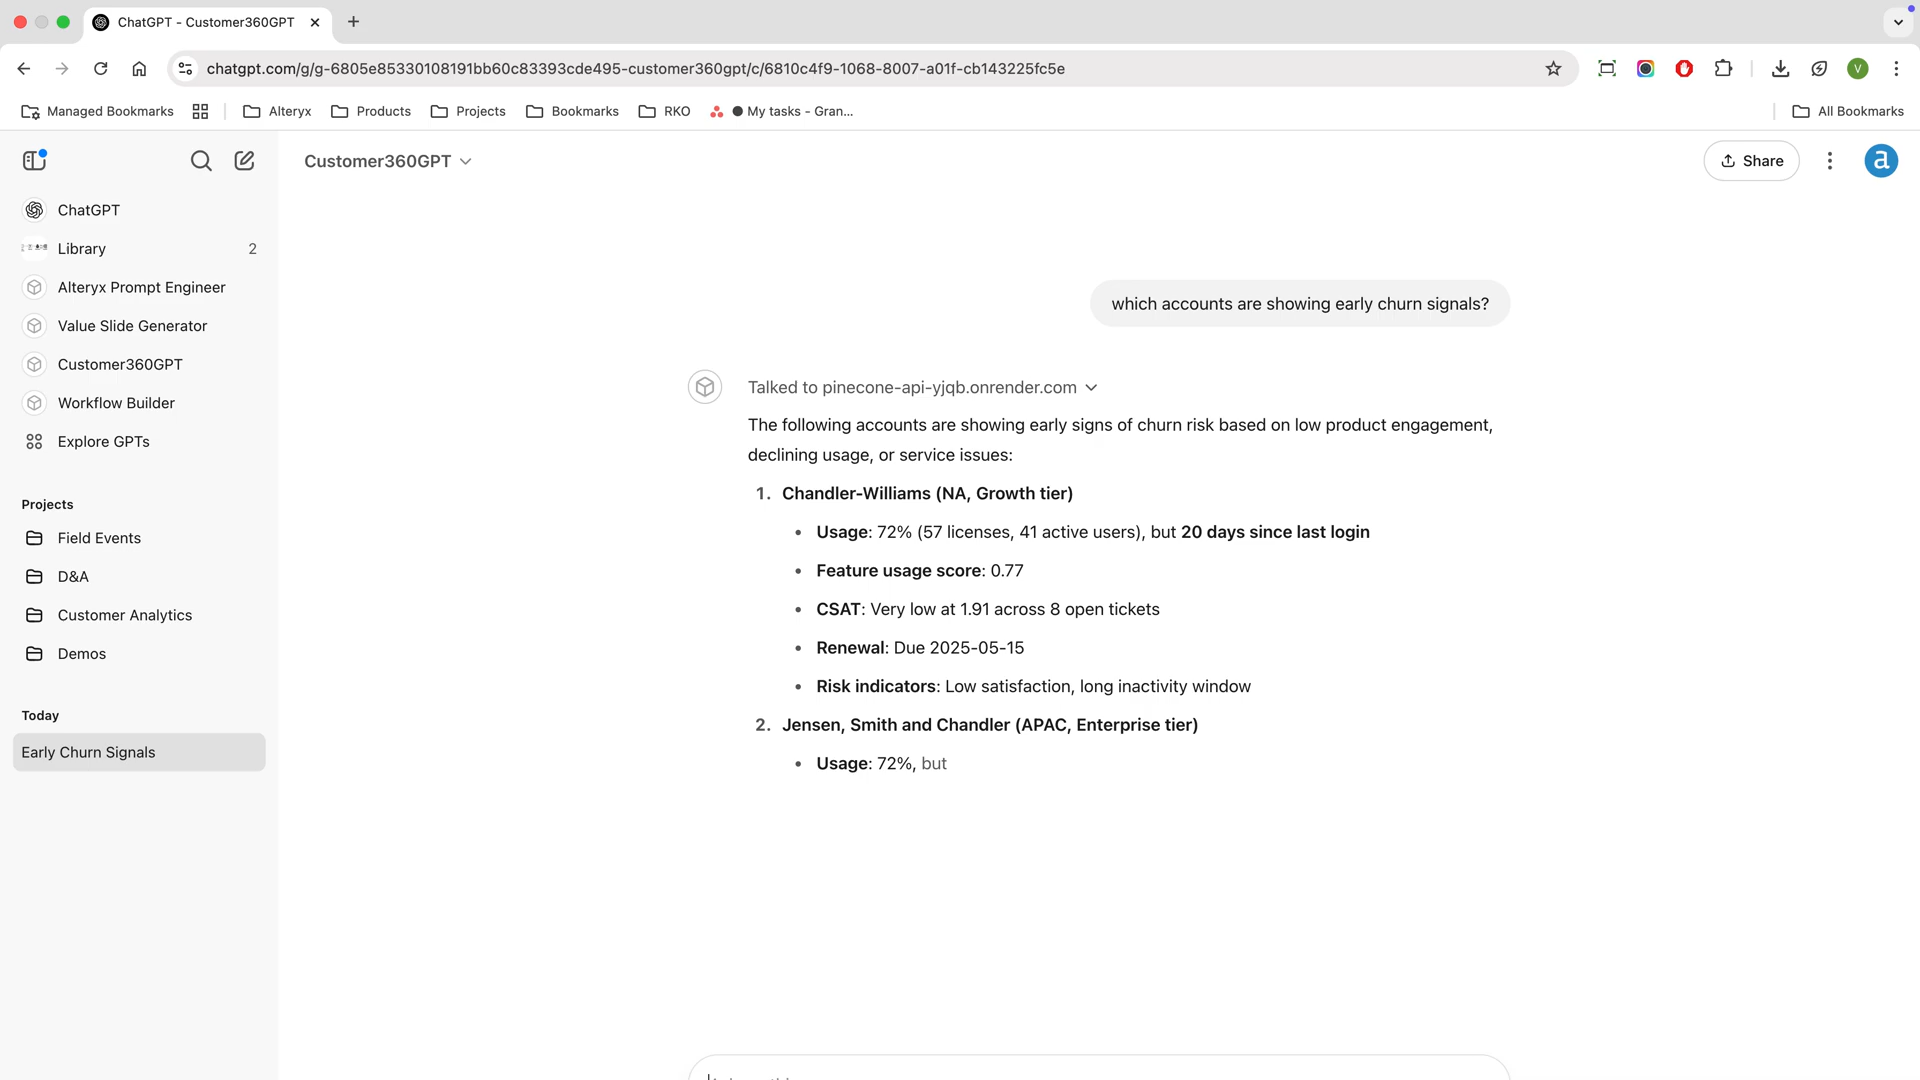 ChatGPT - Customer360GPT
chatgpt.com/g/g-6805e85330108191bb60c83393cde495-customer360gpt/c/6810c4f9-1068-8007-a01f-cb143225fc5e
V
Managed Bookmarks
Alteryx
Products
Projects
Bookmarks
RKO
My tasks - Gran...
All Bookmarks
Customer360GPT
Share
a
ChatGPT
Library 2
Alteryx Prompt Engineer
Value Slide Generator
Customer360GPT
Workflow Builder
Explore GPTs
Projects
Field Events
D&A
Customer Analytics
Demos
Today
Early Churn Signals
which accounts are showing early churn signals?
Talked to pinecone-api-yjqb.onrender.com
The following accounts are showing early signs of churn risk based on low product engagement,
declining usage, or service issues:
1. Chandler-Williams (NA, Growth tier)
• Usage: 72% (57 licenses, 41 active users), but 20 days since last login
• Feature usage score: 0.77
• CSAT: Very low at 1.91 across 8 open tickets
• Renewal: Due 2025-05-15
• Risk indicators: Low satisfaction, long inactivity window
2. Jensen, Smith and Chandler (APAC, Enterprise tier)
• Usage: 72%, but